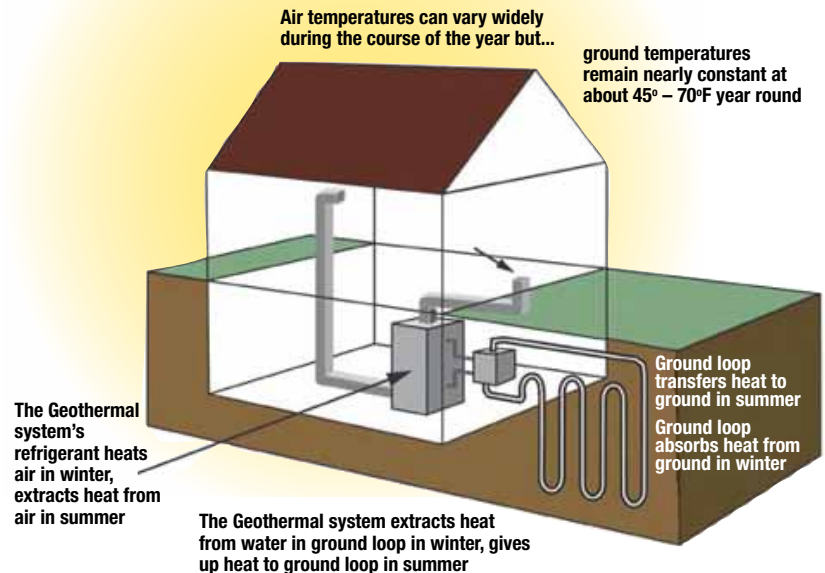 Air temperatures can vary widely
during the course of the year but...
ground temperatures
remain nearly constant at
about 45º – 70ºF year round
Ground loop
transfers heat to
ground in summer
Ground loop
absorbs heat from
ground in winter
The Geothermal
system's
refrigerant heats
air in winter,
extracts heat from
air in summer
The Geothermal system extracts heat
from water in ground loop in winter, gives
up heat to ground loop in summer